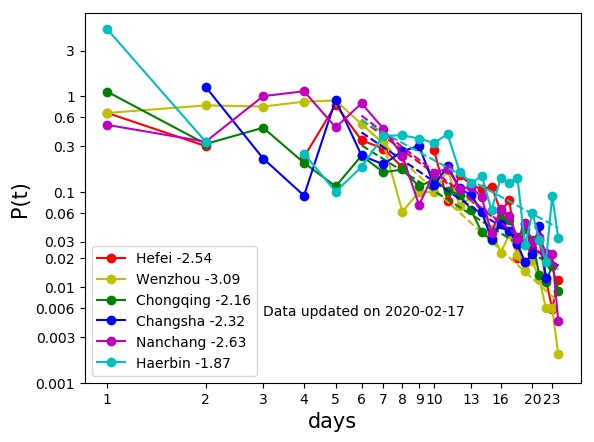 P(t)
3
1
0.6
0.3
0.1
0.06
0.03
0.02
0.01
0.006
0.003
0.001
Hefei -2.54
Wenzhou -3.09
Chongqing -2.16
Changsha -2.32
Nanchang -2.63
Haerbin -1.87
Data updated on 2020-02-17
1 2 3 4 5 6 7 8 9 10 13 16 20 23
days